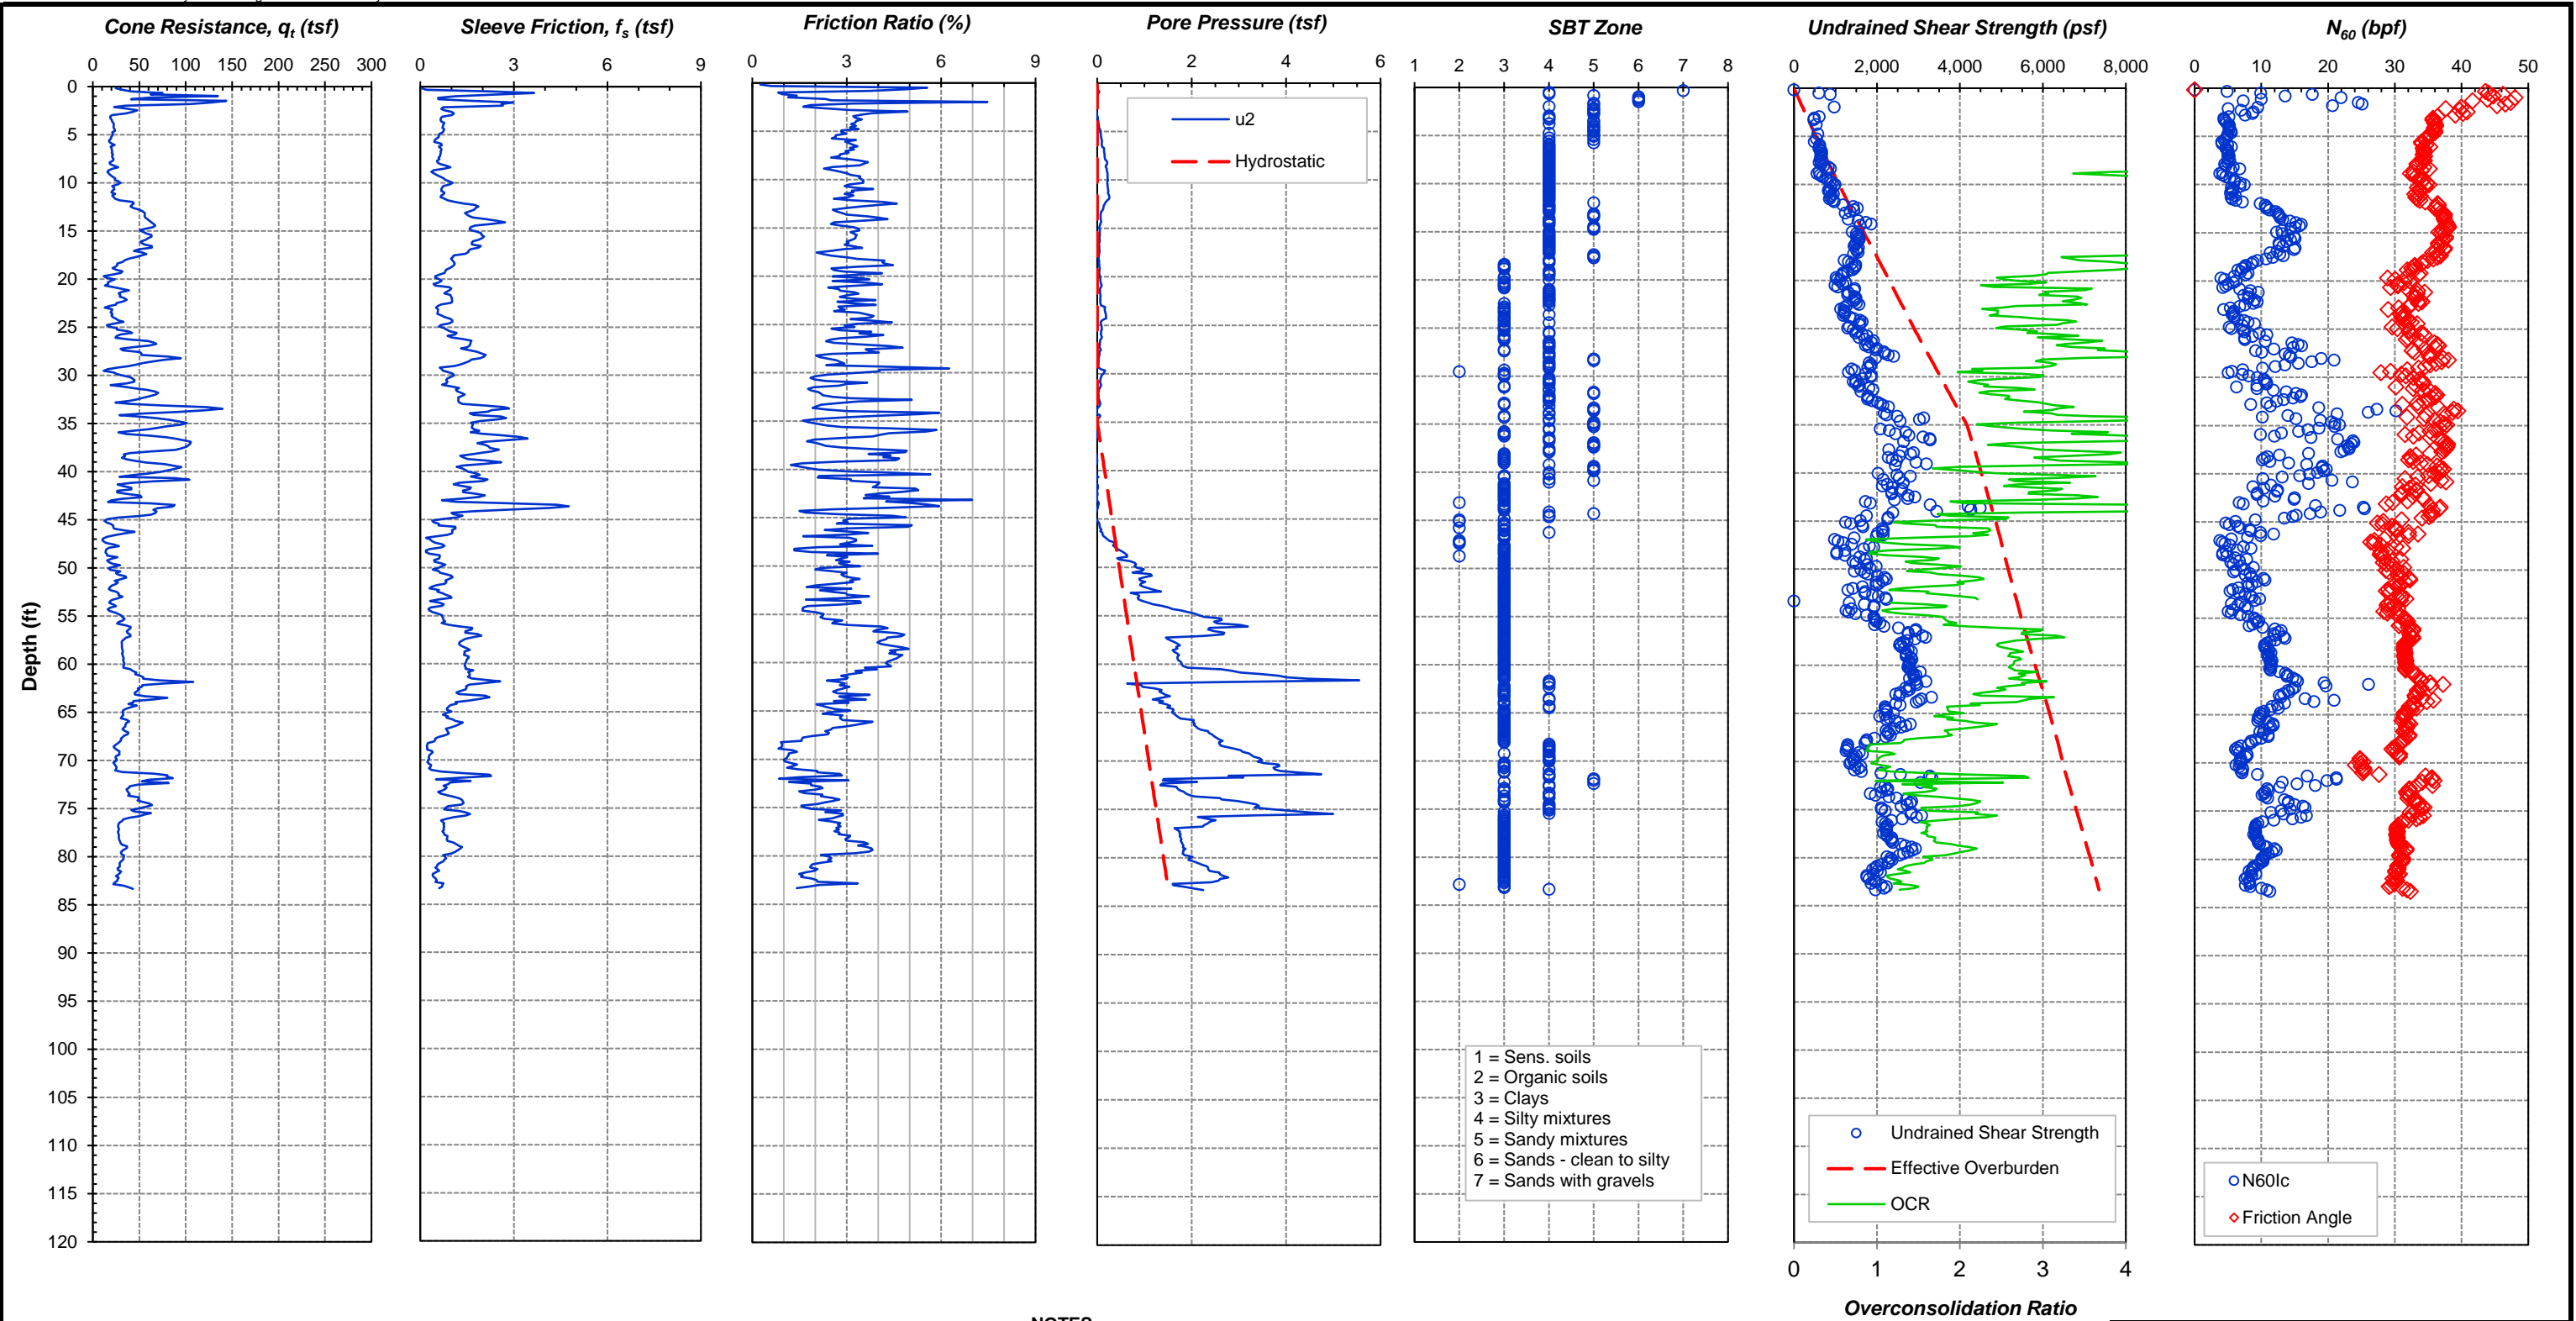 Cone Resistance, qt (tsf)
Sleeve Friction, fs (tsf)
Friction Ratio (%)
Pore Pressure (tsf)
SBT Zone
Undrained Shear Strength (psf)
N60 (bpf)
0 50 100 150 200 250 300
0 3 6 9
0 3 6 9
0 2 4 6
1 2 3 4 5 6 7 8
0 2,000 4,000 6,000 8,000
0 10 20 30 40 50
Depth (ft)
0
5
10
15
20
25
30
35
40
45
50
55
60
65
70
75
80
85
90
95
100
105
110
115
120
u2
Hydrostatic
1 = Sens. soils
2 = Organic soils
3 = Clays
4 = Silty mixtures
5 = Sandy mixtures
6 = Sands - clean to silty
7 = Sands with gravels
Undrained Shear Strength
Effective Overburden
OCR
N60Ic
Friction Angle
0 1 2 3 4
Overconsolidation Ratio
NOTES